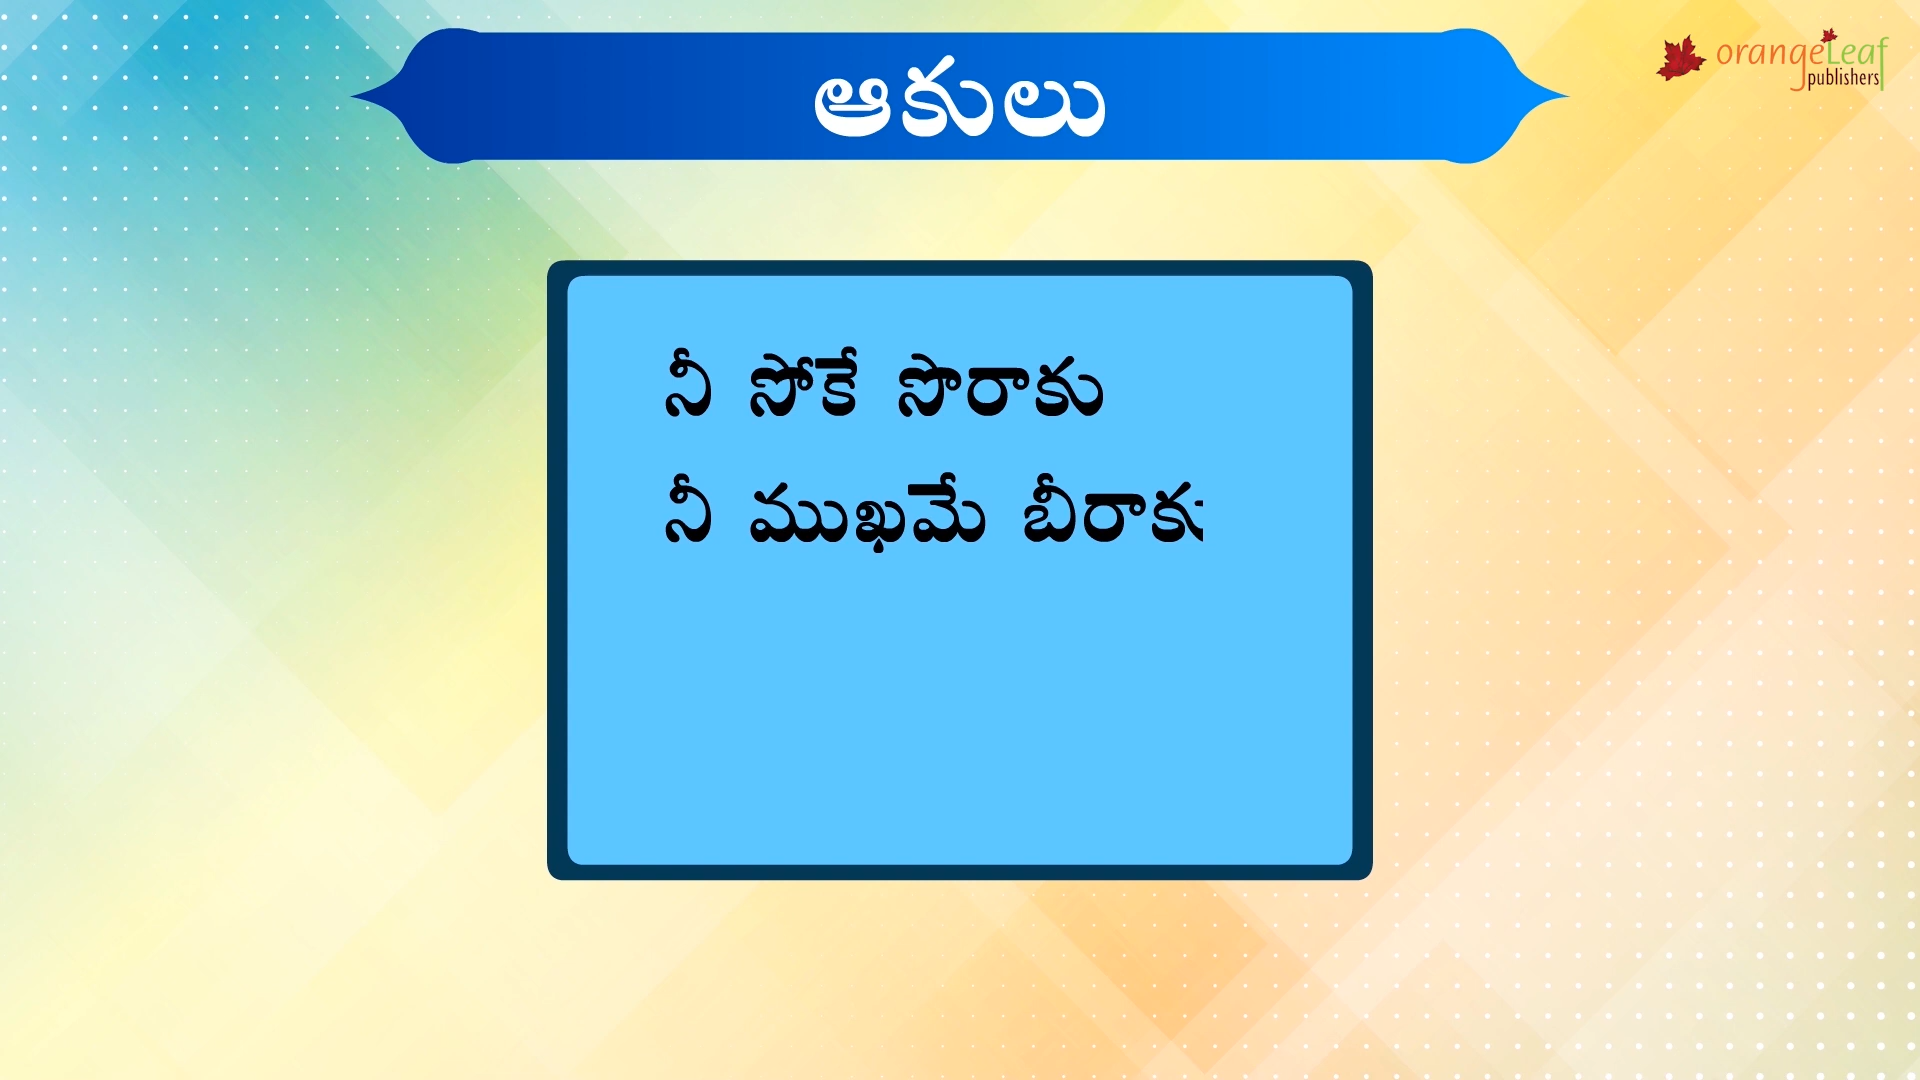 ఆకులు
orangeLeaf
publishers
నీ సోకే సొరాకు
నీ ముఖమే బీరాకు